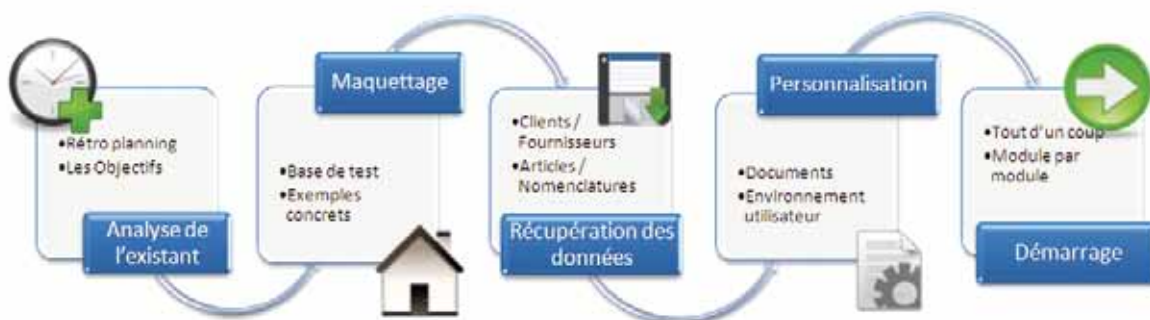 •Rétro planning
•Les Objectifs
Analyse de
l'existant
Maquettage
•Base de test
•Exemples
concrets
•Clients /
Fournisseurs
•Articles /
Nomenclatures
Récupération des
données
Personnalisation
•Documents
•Environnement
utilisateur
•Tout d'un coup
•Module par
module
Démarrage